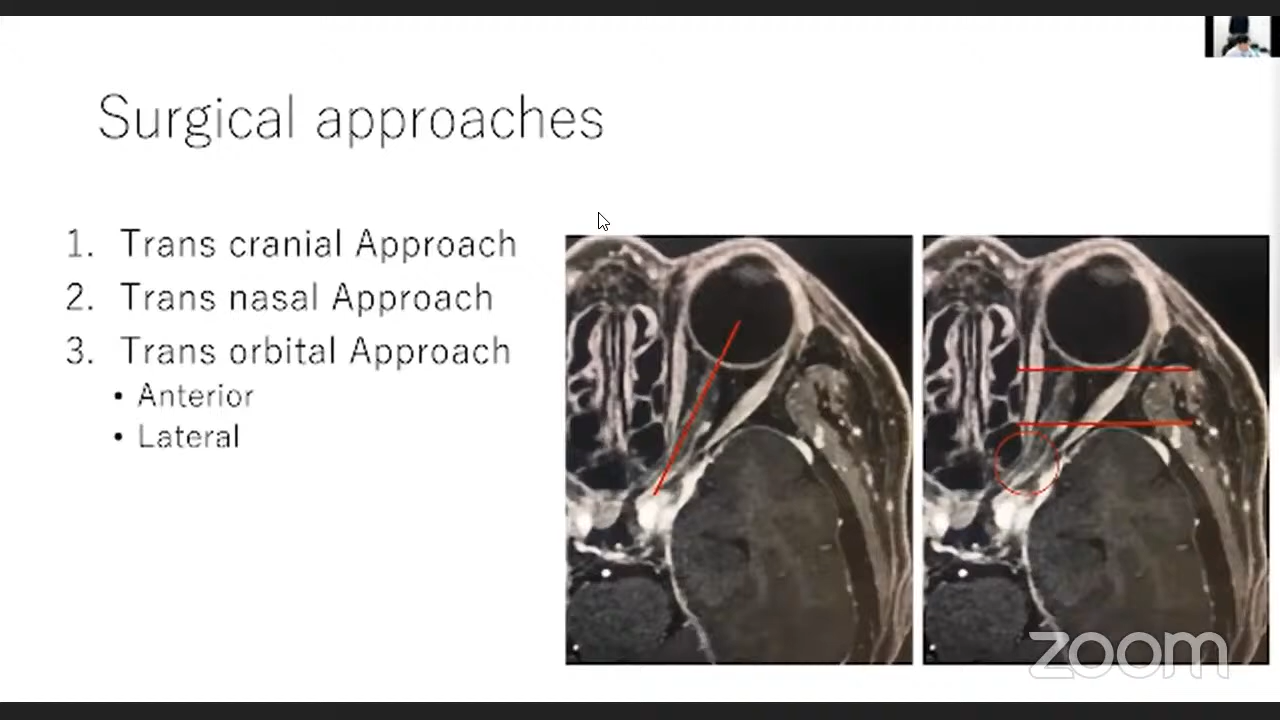 Surgical approaches
1. Trans cranial Approach
2. Trans nasal Approach
3. Trans orbital Approach
• Anterior
• Lateral
zoom